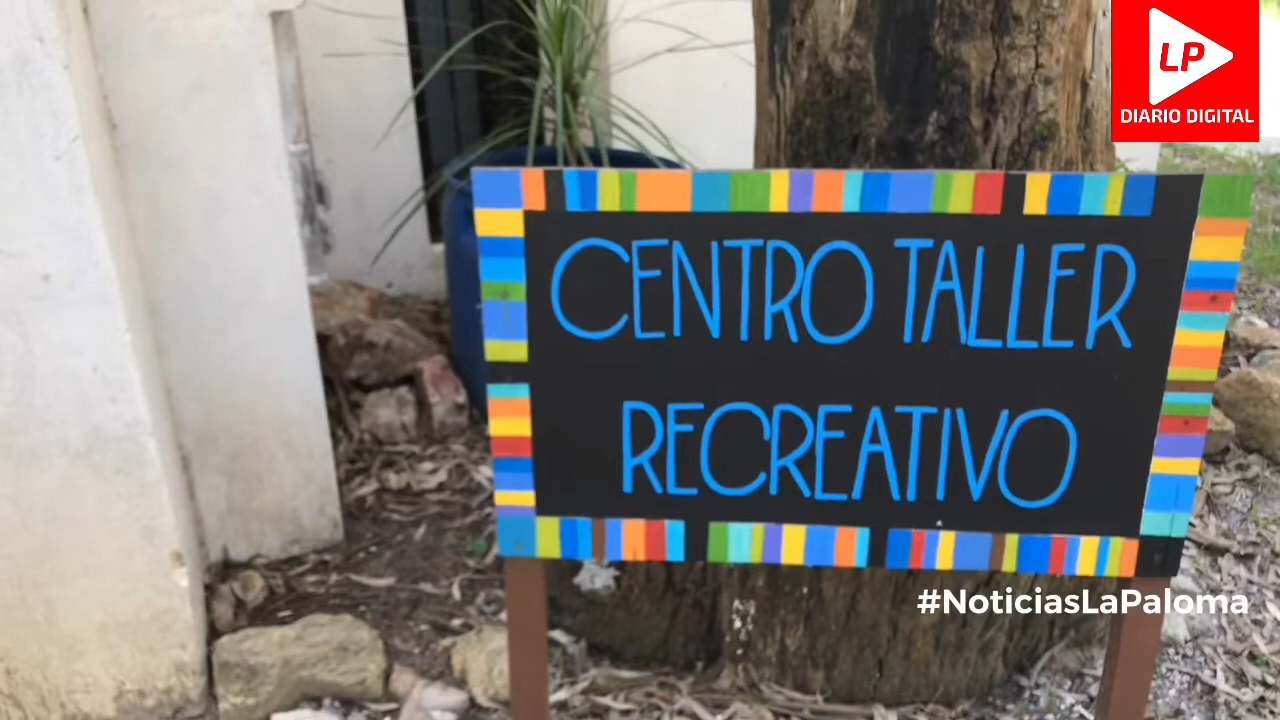 LP
DIARIO DIGITAL
CENTRO TALLER
RECREATIVO
#NoticiasLaPaloma